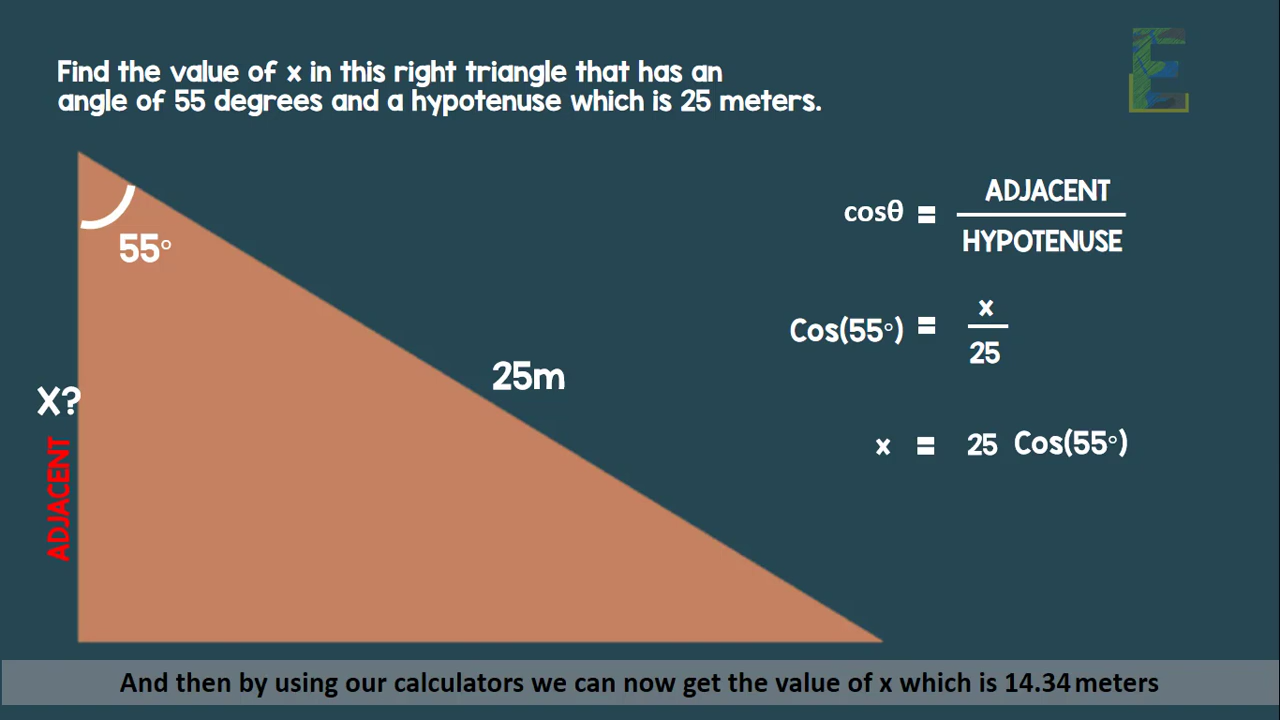 Find the value of x in this right triangle that has an
angle of 55 degrees and a hypotenuse which is 25 meters.
E
cosθ = ADJACENT
HYPOTENUSE
55°
Cos(55°) = x
25
25m
X?
ADJACENT
x = 25 Cos(55°)
And then by using our calculators we can now get the value of x which is 14.34 meters